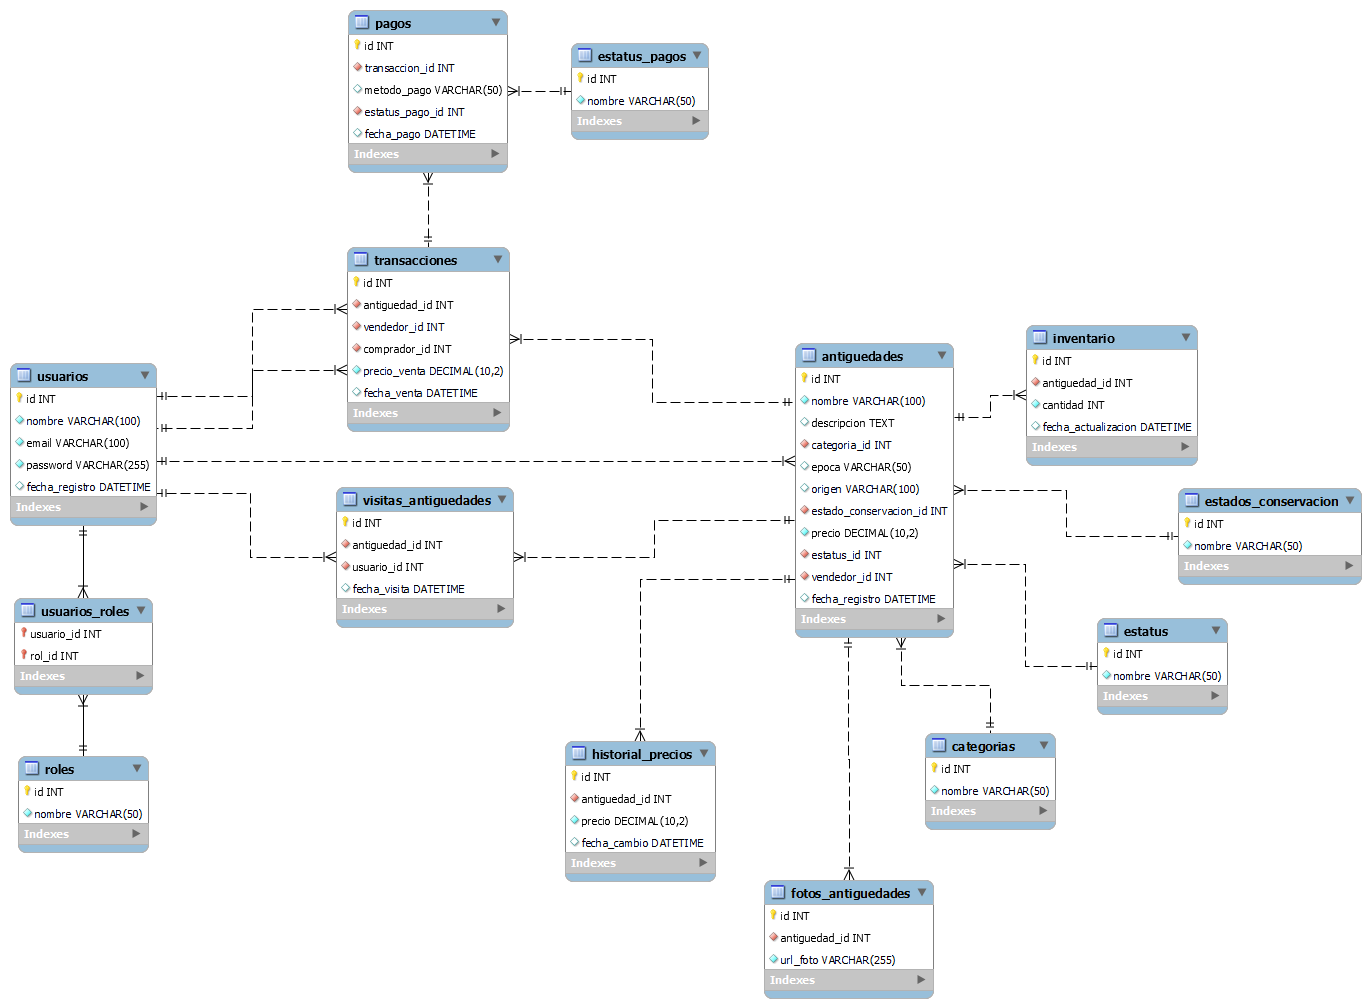 pagos
id INT
transaccion_id INT
metodo_pago VARCHAR(50)
estatus_pago_id INT
fecha_pago DATETIME
Indexes
estatus_pagos
id INT
nombre VARCHAR(50)
Indexes
transacciones
id INT
antiguedad_id INT
vendedor_id INT
comprador_id INT
precio_venta DECIMAL(10,2)
fecha_venta DATETIME
Indexes
usuarios
id INT
nombre VARCHAR(100)
email VARCHAR(100)
password VARCHAR(255)
fecha_registro DATETIME
Indexes
antiguedades
id INT
nombre VARCHAR(100)
descripcion TEXT
categoria_id INT
epoca VARCHAR(50)
origen VARCHAR(100)
estado_conservacion_id INT
precio DECIMAL(10,2)
estatus_id INT
vendedor_id INT
fecha_registro DATETIME
Indexes
inventario
id INT
antiguedad_id INT
cantidad INT
fecha_actualizacion DATETIME
Indexes
visitas_antiguedades
id INT
antiguedad_id INT
usuario_id INT
fecha_visita DATETIME
Indexes
estados_conservacion
id INT
nombre VARCHAR(50)
Indexes
usuarios_roles
usuario_id INT
rol_id INT
Indexes
estatus
id INT
nombre VARCHAR(50)
Indexes
roles
id INT
nombre VARCHAR(50)
Indexes
historial_precios
id INT
antiguedad_id INT
precio DECIMAL(10,2)
fecha_cambio DATETIME
Indexes
categorias
id INT
nombre VARCHAR(50)
Indexes
fotos_antiguedades
id INT
antiguedad_id INT
url_foto VARCHAR(255)
Indexes